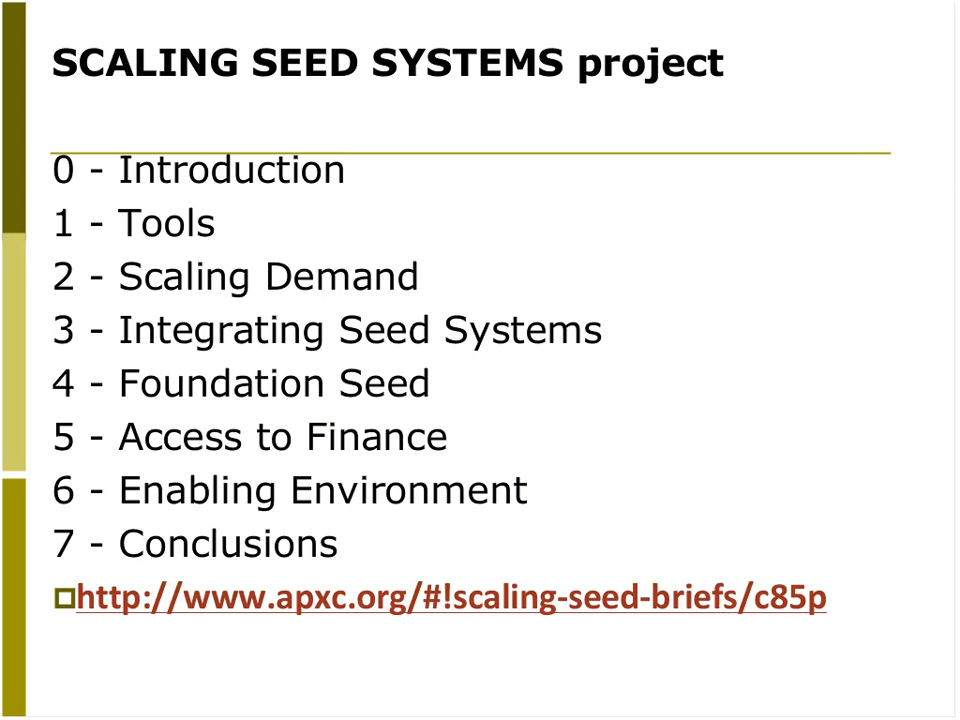 SCALING SEED SYSTEMS project
0 - Introduction
1 - Tools
2 - Scaling Demand
3 - Integrating Seed Systems
4 - Foundation Seed
5 - Access to Finance
6 - Enabling Environment
7 - Conclusions
http://www.apxc.org/#!scaling-seed-briefs/c85p